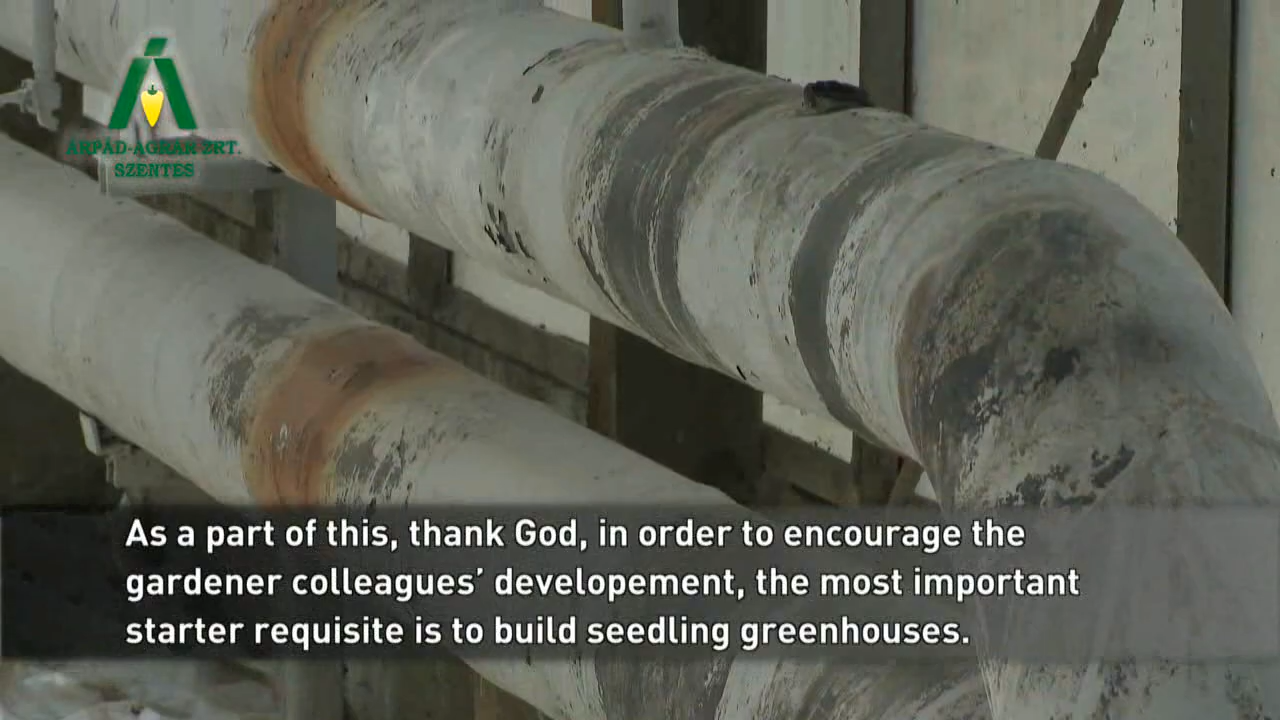 ÁRPÁD-AGRÁR ZRT.
SZENTES
As a part of this, thank God, in order to encourage the
gardener colleagues’ developement, the most important
starter requisite is to build seedling greenhouses.